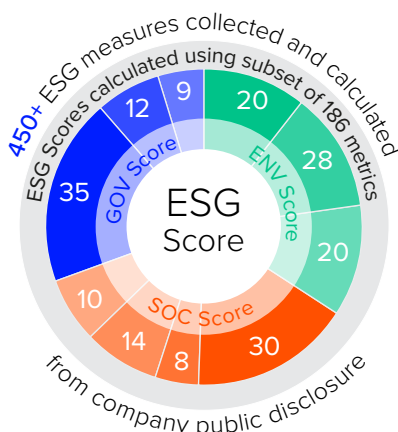 450+ ESG measures collected and calculated
ESG Scores calculated using subset of 186 metrics
12
9
20
28
20
30
8
14
10
35
GOV Score
ENV Score
SOC Score
ESG
Score
from company public disclosure